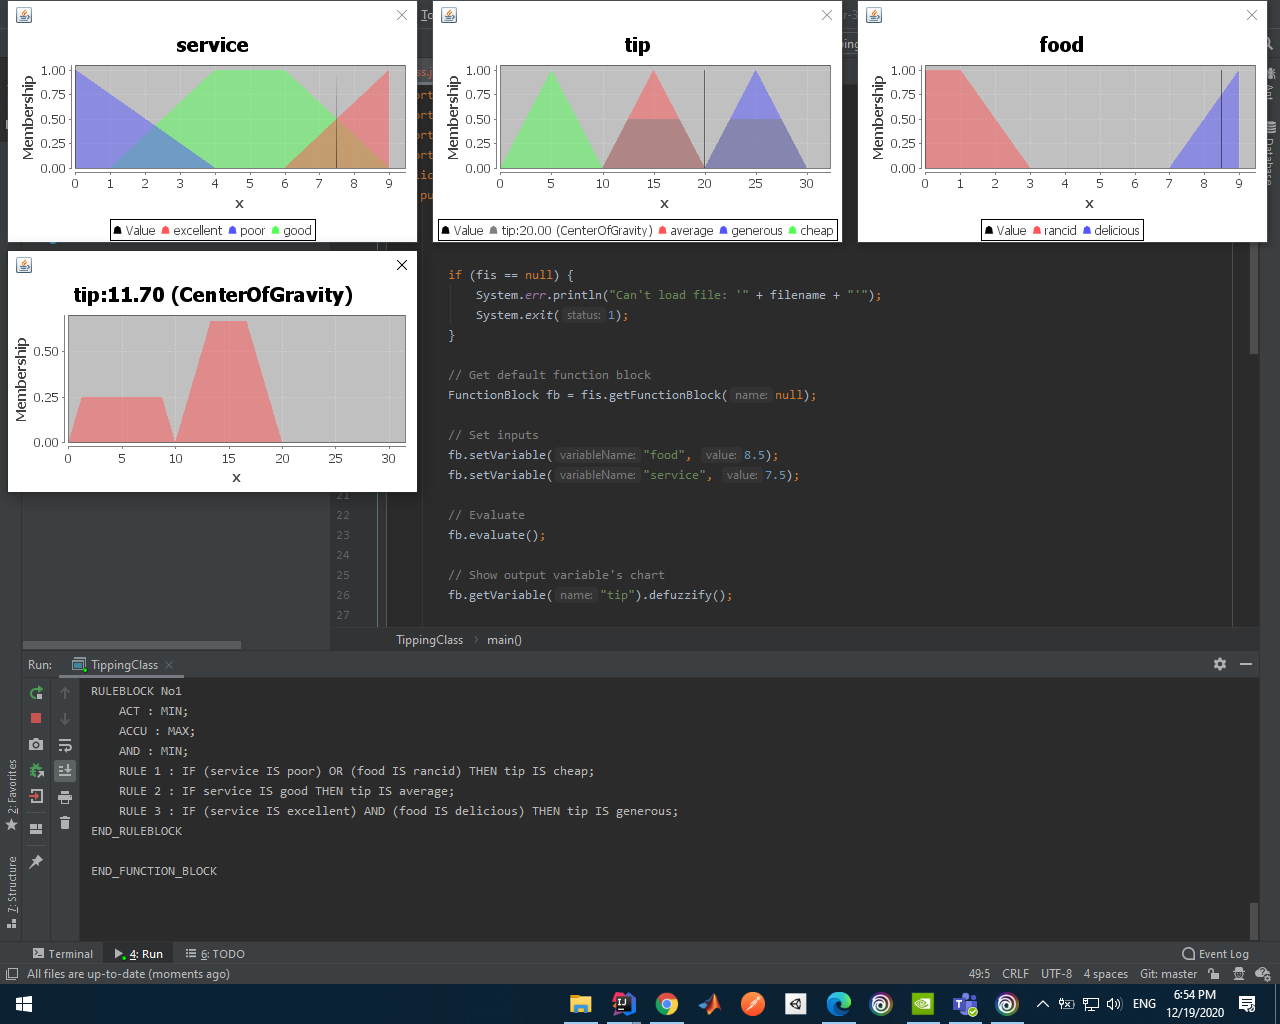 service
Membership
1.00
0.75
0.50
0.25
0.00
0 1 2 3 4 5 6 7 8 9
x
Value excellent poor good
tip
Membership
1.00
0.75
0.50
0.25
0.00
0 5 10 15 20 25 30
x
Value tip:20.00 (CenterOfGravity) average generous cheap
food
Membership
1.00
0.75
0.50
0.25
0.00
0 1 2 3 4 5 6 7 8 9
x
Value rancid delicious
Ant
Database
tip:11.70 (CenterOfGravity)
Membership
0.50
0.25
0.00
0 5 10 15 20 25 30
x
if (fis == null) {
System.err.println("Can't load file: '" + filename + "'");
System.exit( status: 1);
}
// Get default function block
FunctionBlock fb = fis.getFunctionBlock( name: null);
// Set inputs
fb.setVariable( variableName: "food", value: 8.5);
fb.setVariable( variableName: "service", value: 7.5);
21
22 // Evaluate
23 fb.evaluate();
24
25 // Show output variable's chart
26 fb.getVariable( name: "tip").defuzzify();
27
TippingClass › main()
Run: TippingClass
RULEBLOCK No1
ACT : MIN;
ACCU : MAX;
AND : MIN;
RULE 1 : IF (service IS poor) OR (food IS rancid) THEN tip IS cheap;
RULE 2 : IF service IS good THEN tip IS average;
RULE 3 : IF (service IS excellent) AND (food IS delicious) THEN tip IS generous;
END_RULEBLOCK
END_FUNCTION_BLOCK
2: Favorites
7: Structure
Terminal 4: Run 6: TODO Event Log
All files are up-to-date (moments ago) 49:5 CRLF UTF-8 4 spaces Git: master
ENG 6:54 PM
12/19/2020